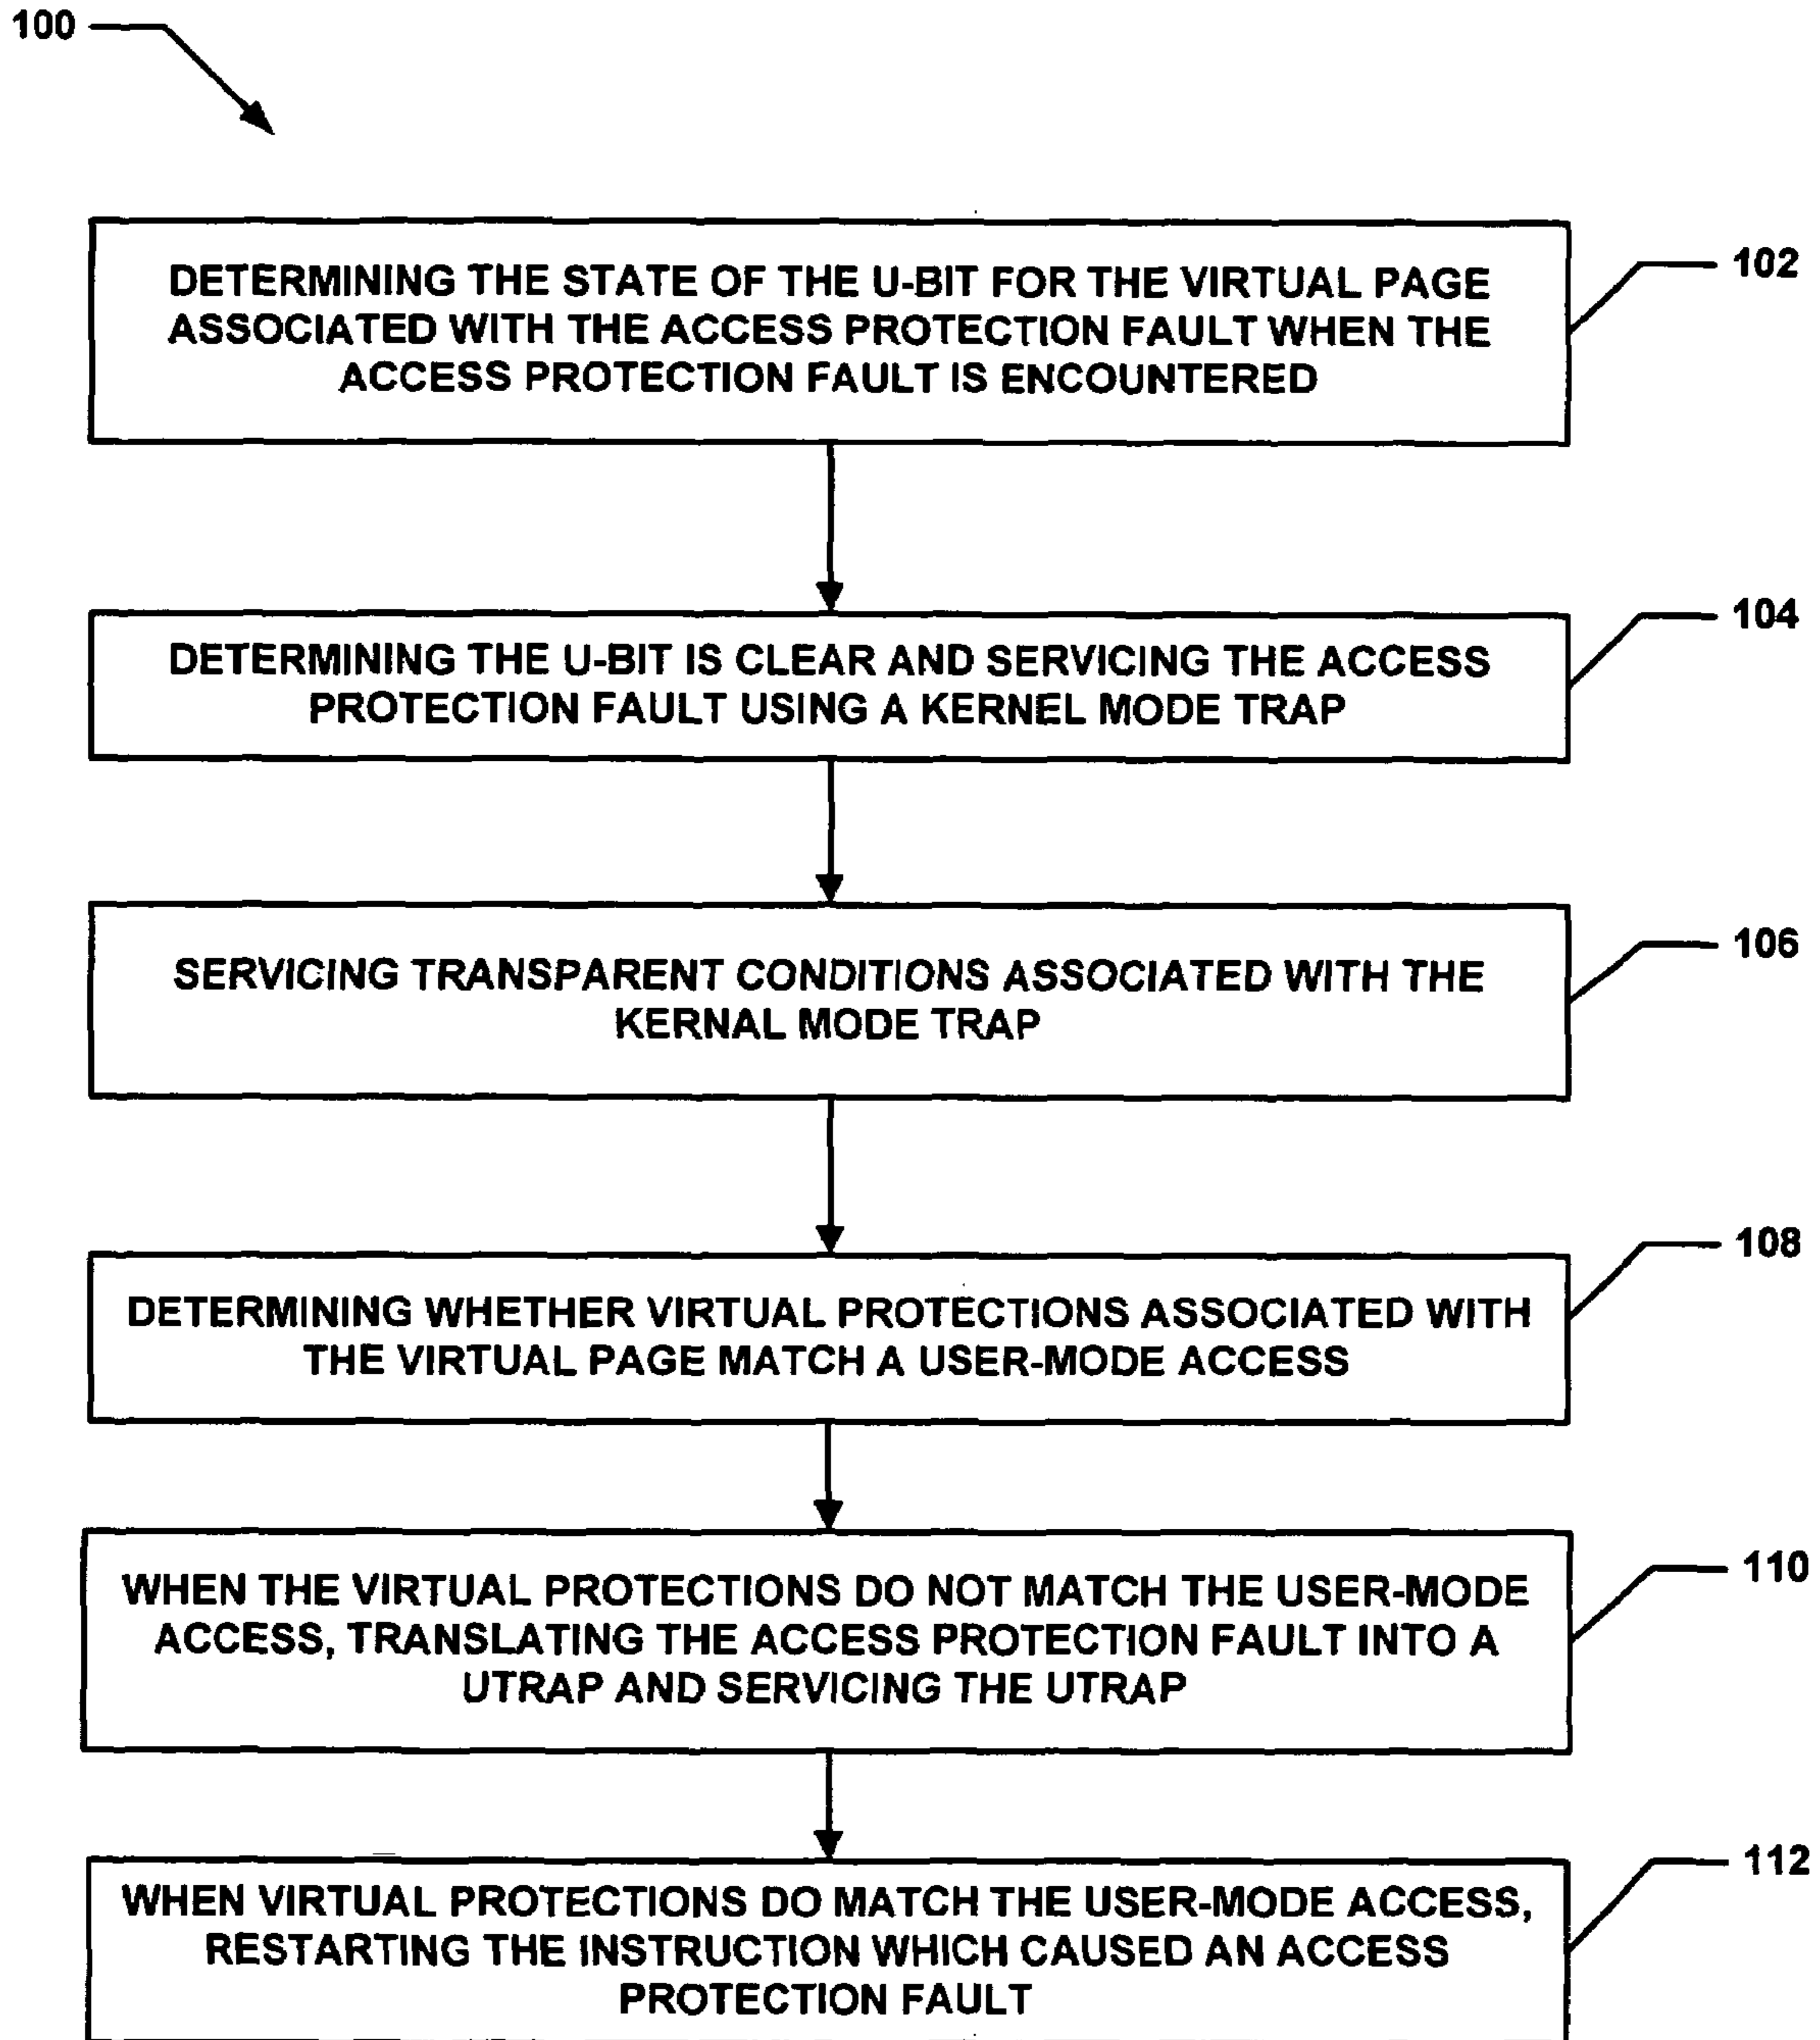 100
DETERMINING THE STATE OF THE U-BIT FOR THE VIRTUAL PAGE
ASSOCIATED WITH THE ACCESS PROTECTION FAULT WHEN THE
ACCESS PROTECTION FAULT IS ENCOUNTERED
102
DETERMINING THE U-BIT IS CLEAR AND SERVICING THE ACCESS
PROTECTION FAULT USING A KERNEL MODE TRAP
104
SERVICING TRANSPARENT CONDITIONS ASSOCIATED WITH THE
KERNAL MODE TRAP
106
DETERMINING WHETHER VIRTUAL PROTECTIONS ASSOCIATED WITH
THE VIRTUAL PAGE MATCH A USER-MODE ACCESS
108
WHEN THE VIRTUAL PROTECTIONS DO NOT MATCH THE USER-MODE
ACCESS, TRANSLATING THE ACCESS PROTECTION FAULT INTO A
UTRAP AND SERVICING THE UTRAP
110
WHEN VIRTUAL PROTECTIONS DO MATCH THE USER-MODE ACCESS,
RESTARTING THE INSTRUCTION WHICH CAUSED AN ACCESS
PROTECTION FAULT
112